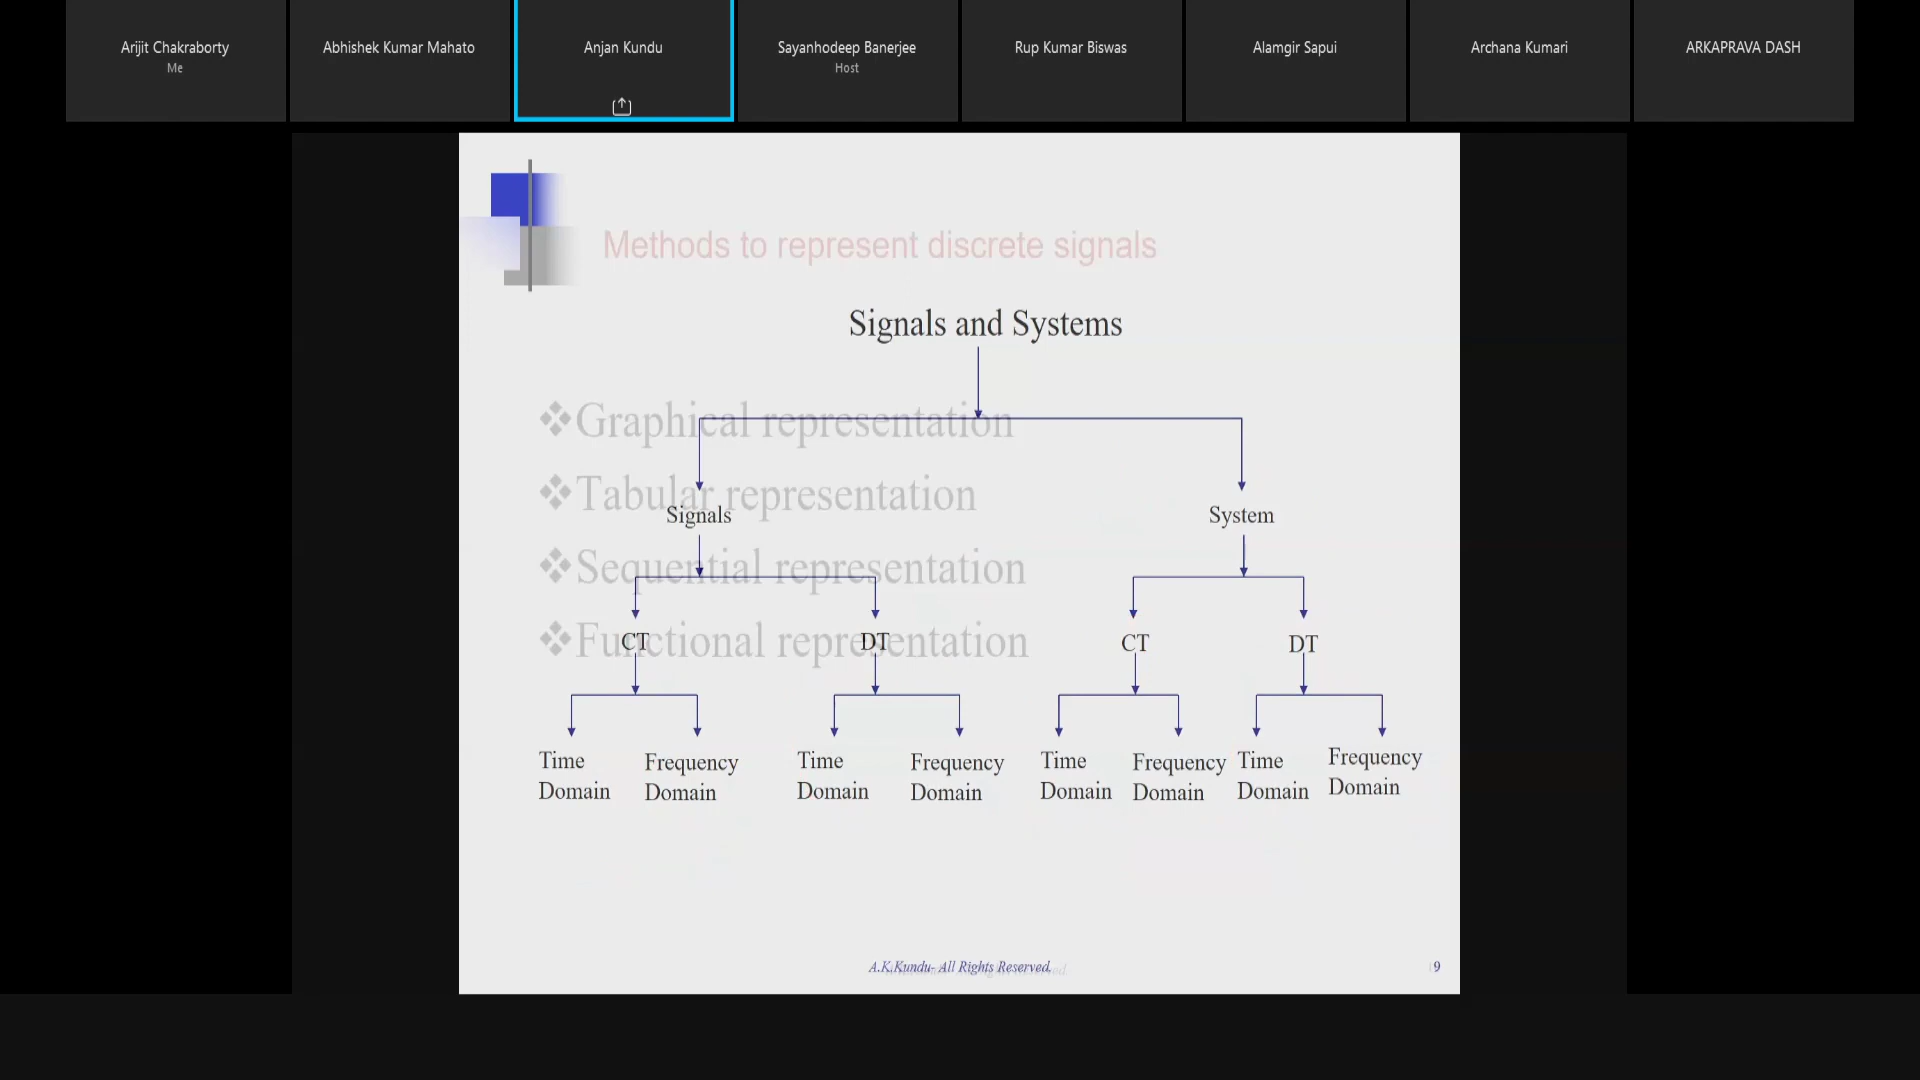 Arijit Chakraborty
Me
Abhishek Kumar Mahato
Anjan Kundu
Sayanhodeep Banerjee
Host
Rup Kumar Biswas
Alamgir Sapui
Archana Kumari
ARKAPRAVA DASH
Methods to represent discrete signals
Signals and Systems
❖Graphical representation
❖Tabular representation
Signals
System
❖Sequential representation
❖Functional representation
CT
DT
CT
DT
Time
Domain
Frequency
Domain
Time
Domain
Frequency
Domain
Time
Domain
Frequency
Domain
Time
Domain
Frequency
Domain
A.K.Kundu- All Rights Reserved.
9